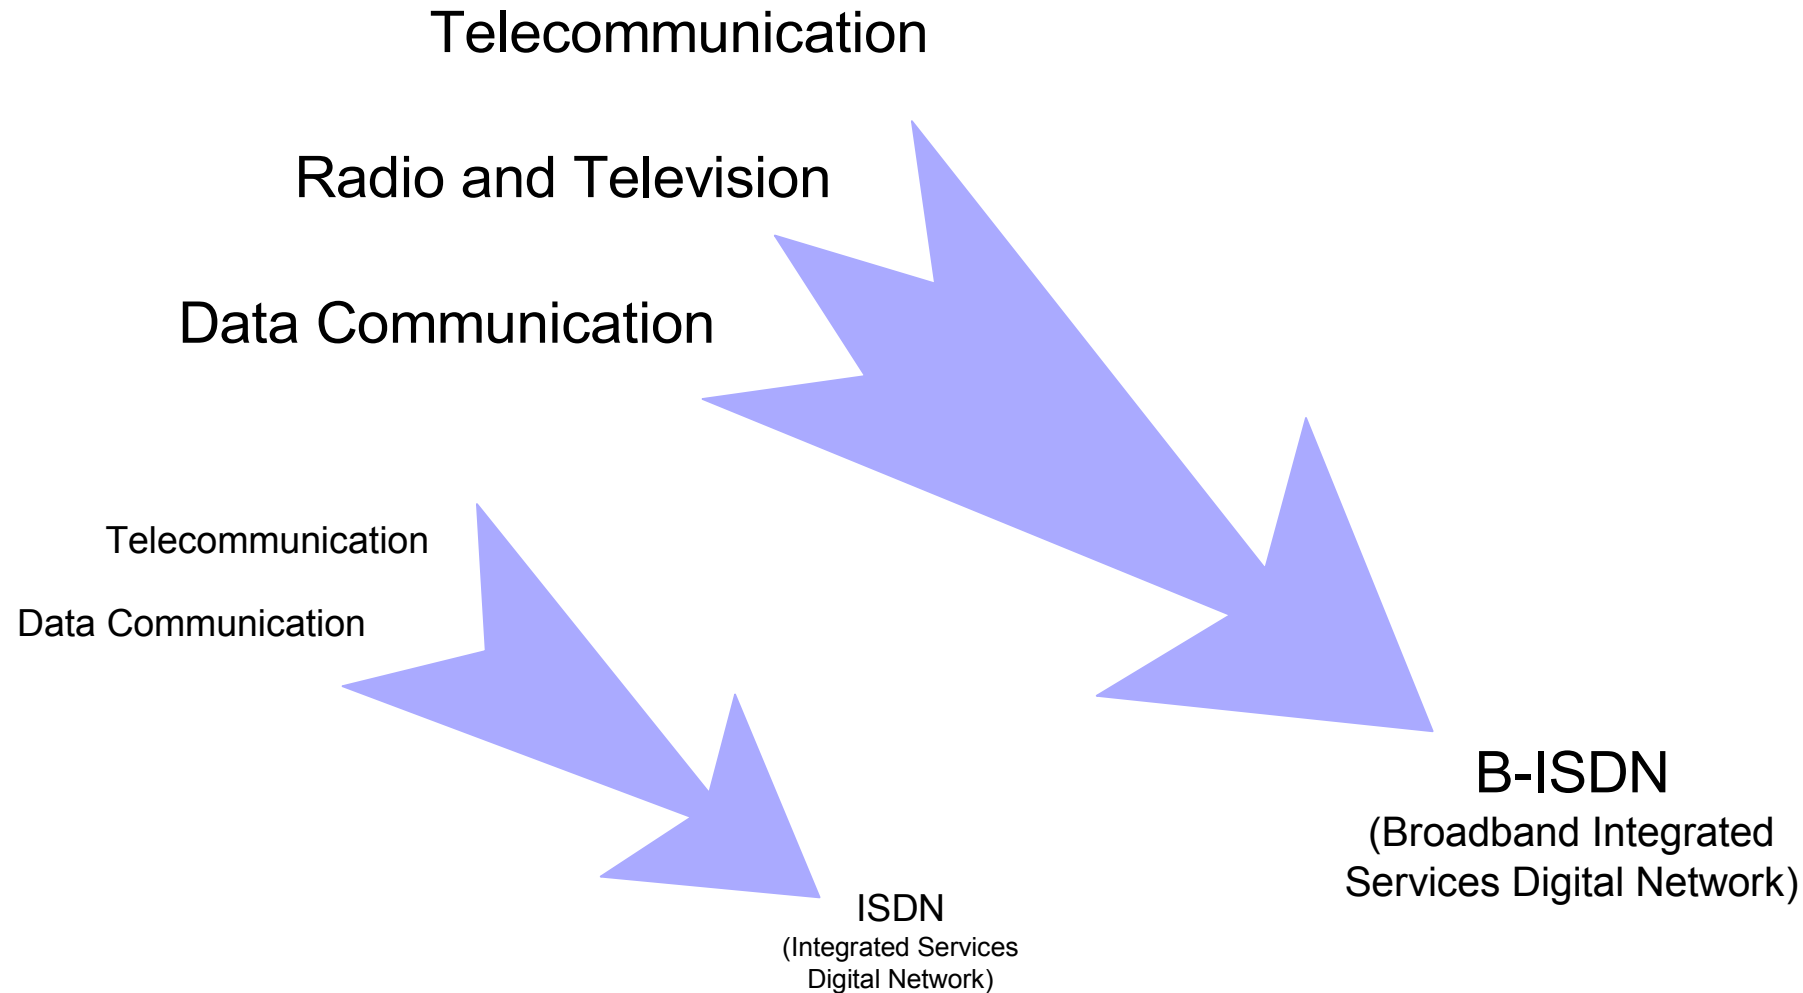 Telecommunication
Radio and Television
Data Communication
Telecommunication
Data Communication
B-ISDN
(Broadband Integrated
Services Digital Network)
ISDN
(Integrated Services
Digital Network)